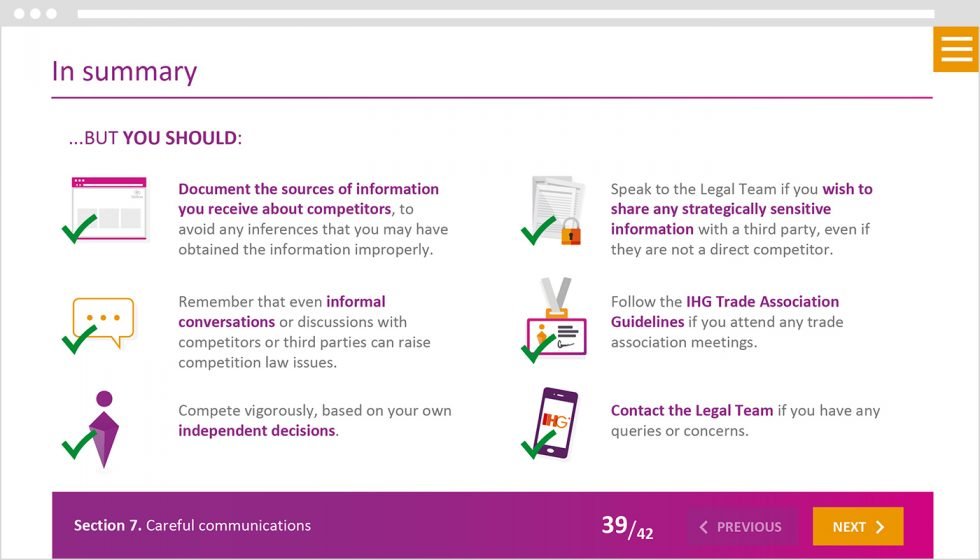 In summary
...BUT YOU SHOULD:
Document the sources of information
you receive about competitors, to
avoid any inferences that you may have
obtained the information improperly.
Remember that even informal
conversations or discussions with
competitors or third parties can raise
competition law issues.
Compete vigorously, based on your own
independent decisions.
Speak to the Legal Team if you wish to
share any strategically sensitive
information with a third party, even if
they are not a direct competitor.
Follow the IHG Trade Association
Guidelines if you attend any trade
association meetings.
IHG
Contact the Legal Team if you have any
queries or concerns.
Section 7. Careful communications
39/42
PREVIOUS
NEXT